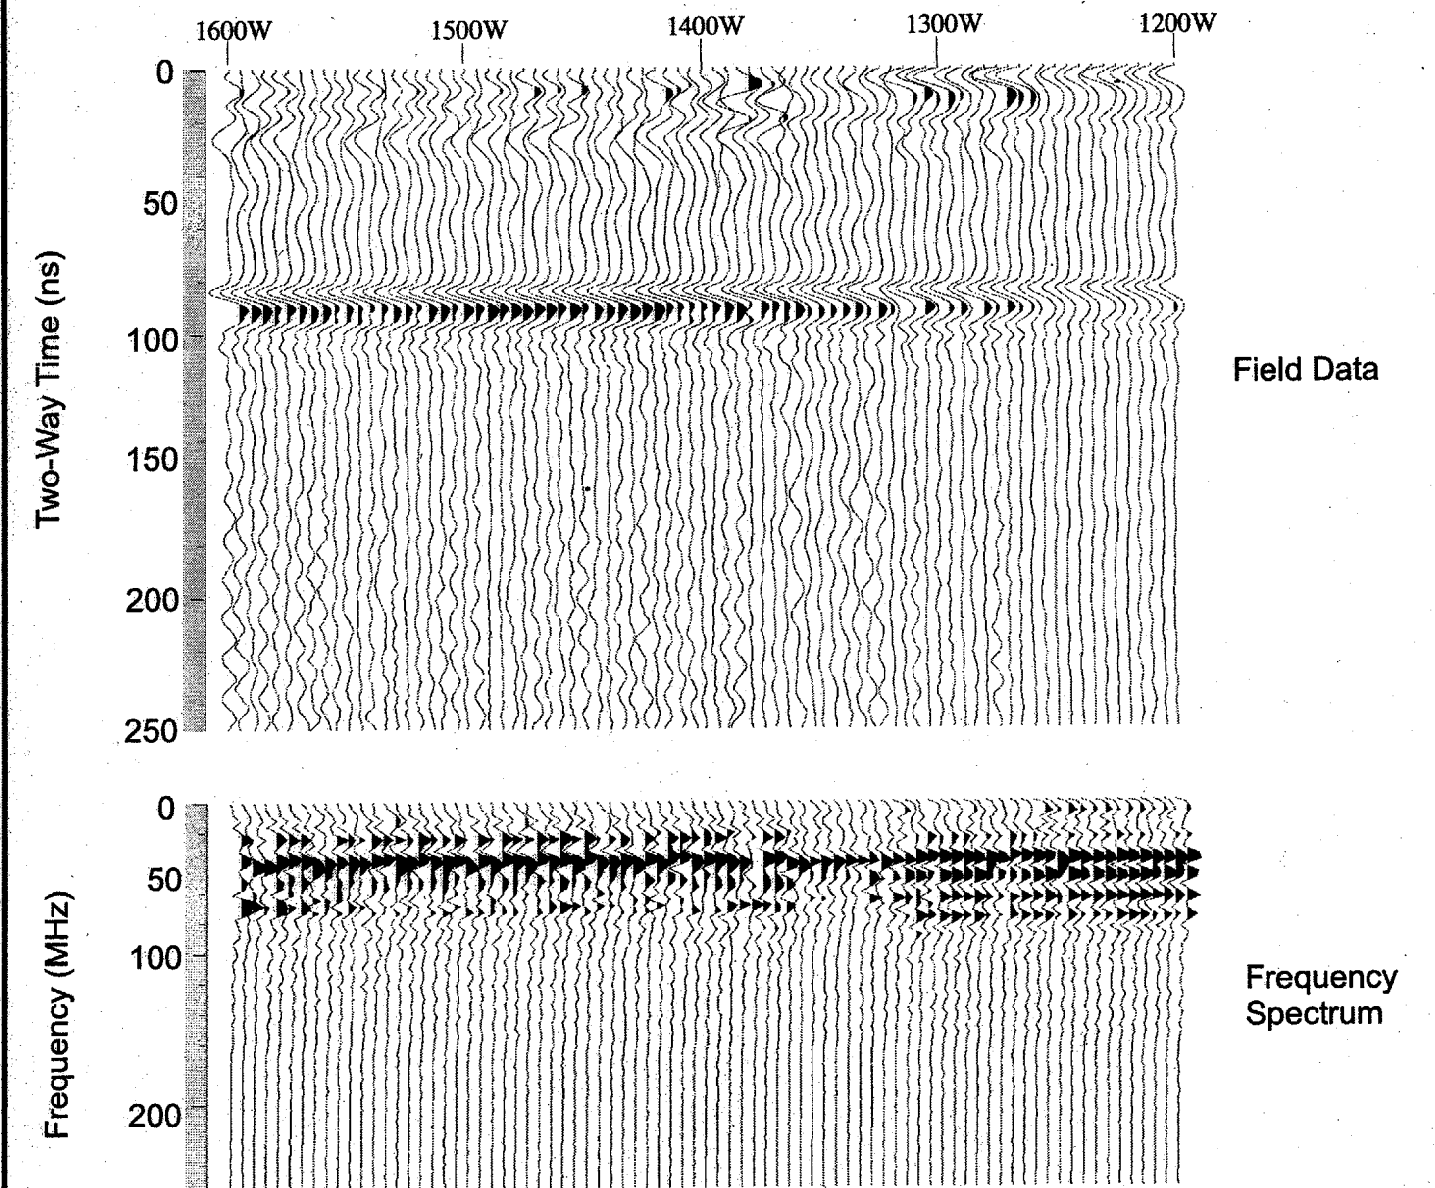 1600W 1500W 1400W 1300W 1200W
0
50
100
150
200
250
Two-Way Time (ns)
Field Data
0
50
100
200
Frequency (MHz)
Frequency
Spectrum